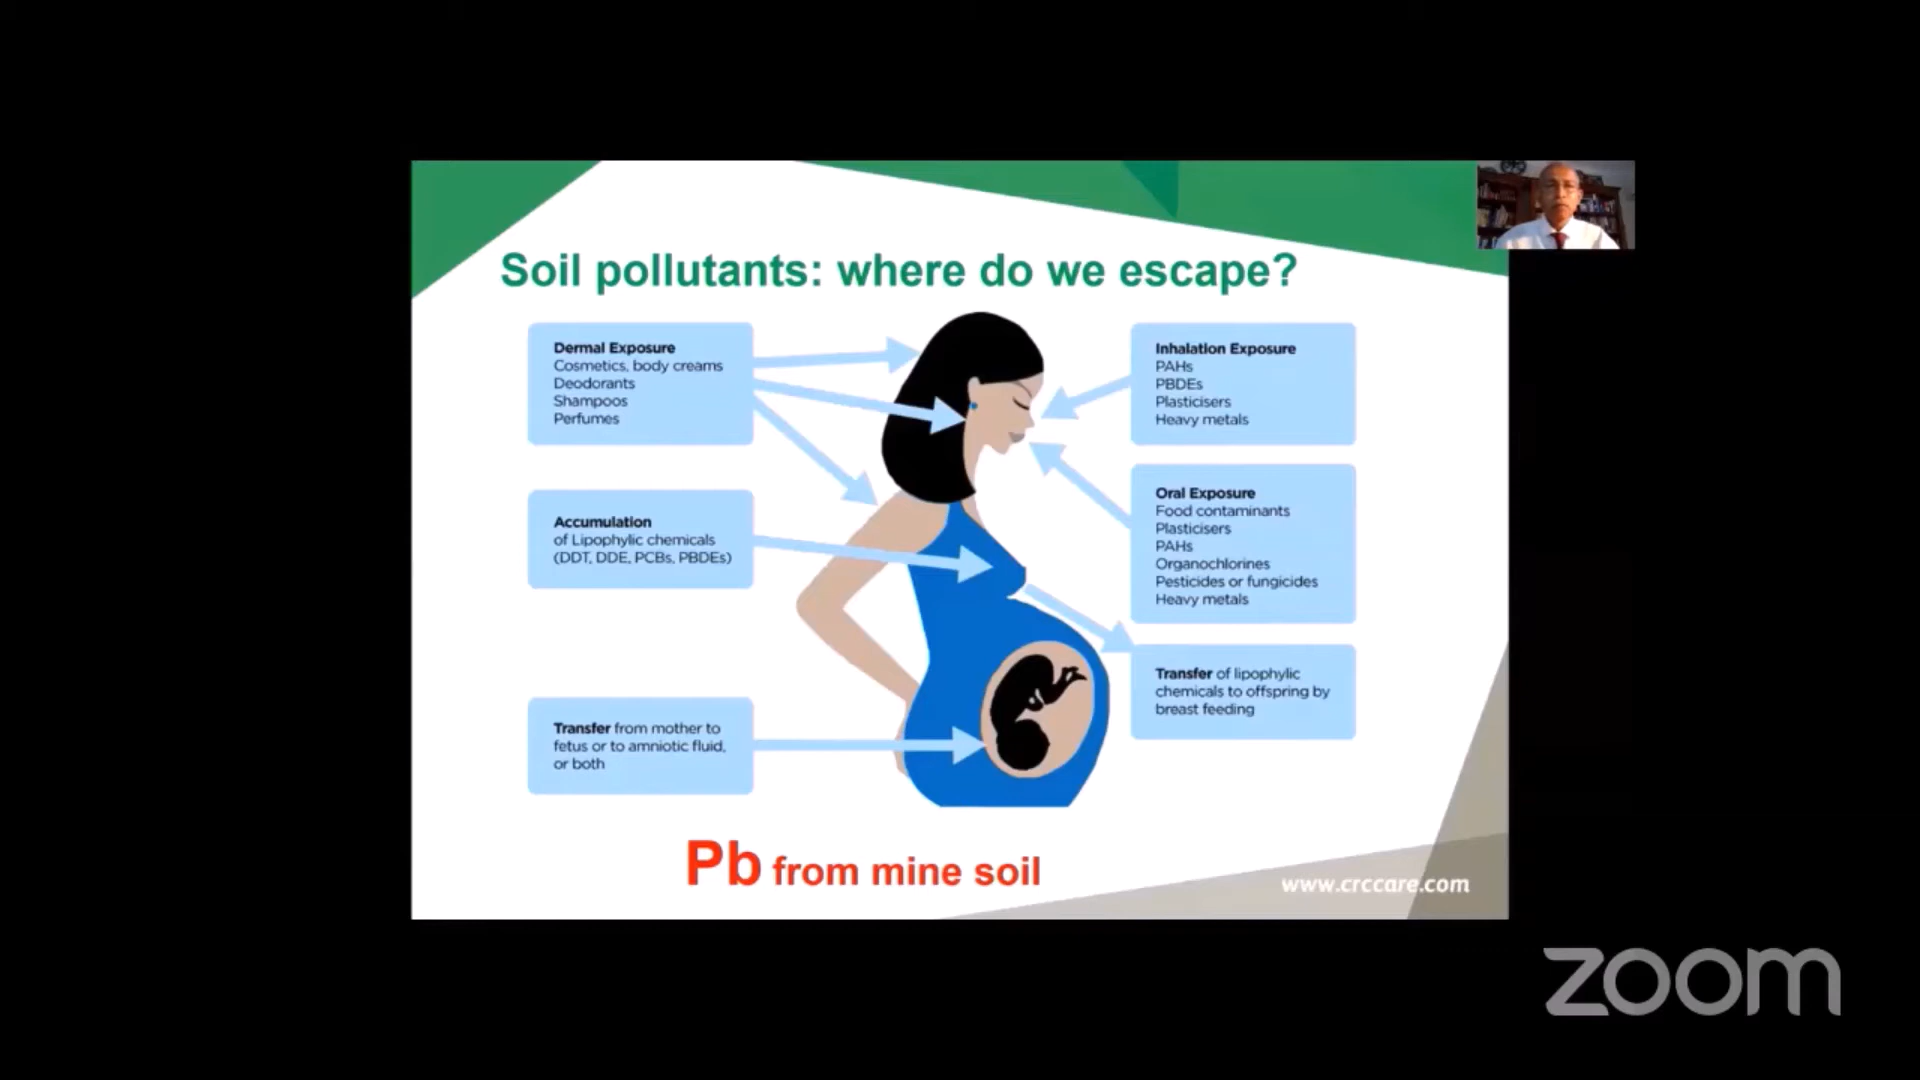 Soil pollutants: where do we escape?
Dermal Exposure
Cosmetics, body creams
Deodorants
Shampoos
Perfumes
Accumulation
of Lipophylic chemicals
(DDT, DDE, PCBs, PBDEs)
Transfer from mother to
fetus or to amniotic fluid,
or both
Inhalation Exposure
PAHs
PBDEs
Plasticisers
Heavy metals
Oral Exposure
Food contaminants
Plasticisers
PAHs
Organochlorines
Pesticides or fungicides
Heavy metals
Transfer of lipophylic
chemicals to offspring by
breast feeding
Pb from mine soil
www.crccare.com
zoom